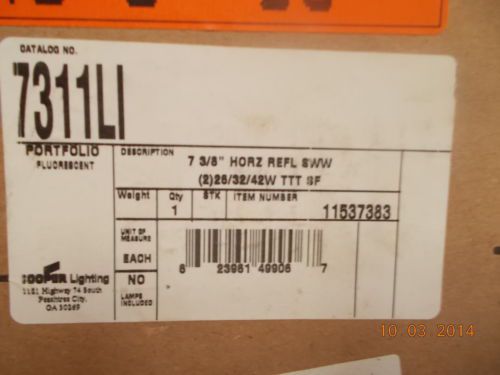 CATALOG NO.
7311LI
PORTFOLIO
FLUORESCENT
DESCRIPTION
7 3/8" HORZ REFL SWW
(2)26/32/42W TTT SF
Weight
Qty
STK
ITEM NUMBER
1
11537383
UNIT OF
MEASURE
EACH
NO
LAMPS
INCLUDED
6 23981 49906 7
COOPER Lighting
1121 Highway 74 South
Peachtree City,
GA 30269
10.03.2014